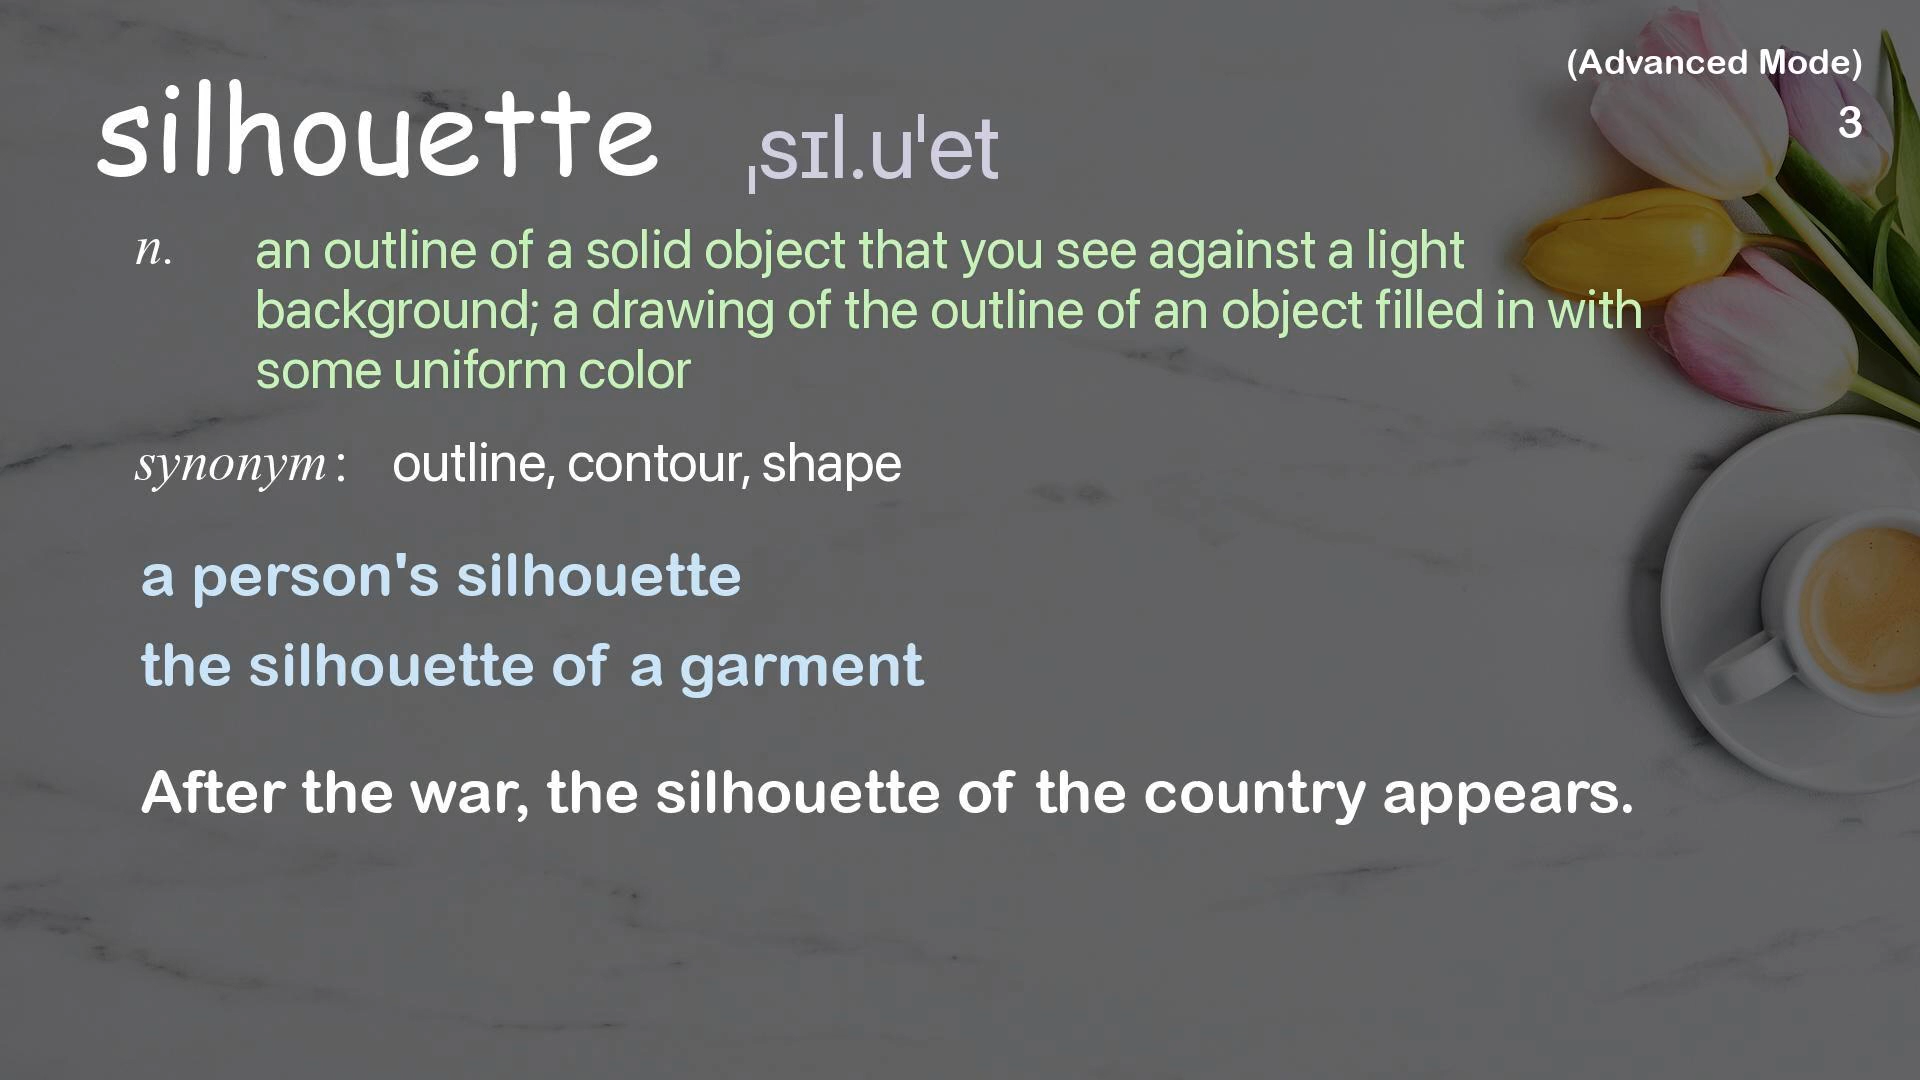 (Advanced Mode)
3
silhouette ˌsɪl.uˈet
n. an outline of a solid object that you see against a light
background; a drawing of the outline of an object filled in with
some uniform color
synonym: outline, contour, shape
a person's silhouette
the silhouette of a garment
After the war, the silhouette of the country appears.